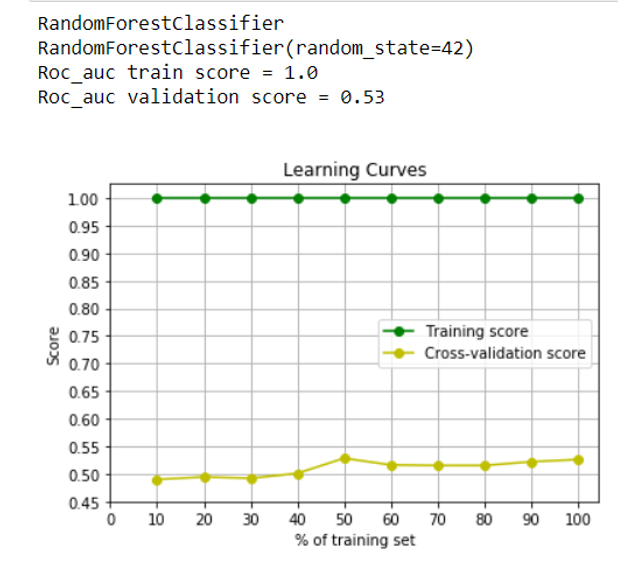 RandomForestClassifier
RandomForestClassifier(random_state=42)
Roc_auc train score = 1.0
Roc_auc validation score = 0.53
Learning Curves
1.00
0.95
0.90
0.85
0.80
0.75
0.70
0.65
0.60
0.55
0.50
0.45
Score
Training score
Cross-validation score
0 10 20 30 40 50 60 70 80 90 100
% of training set